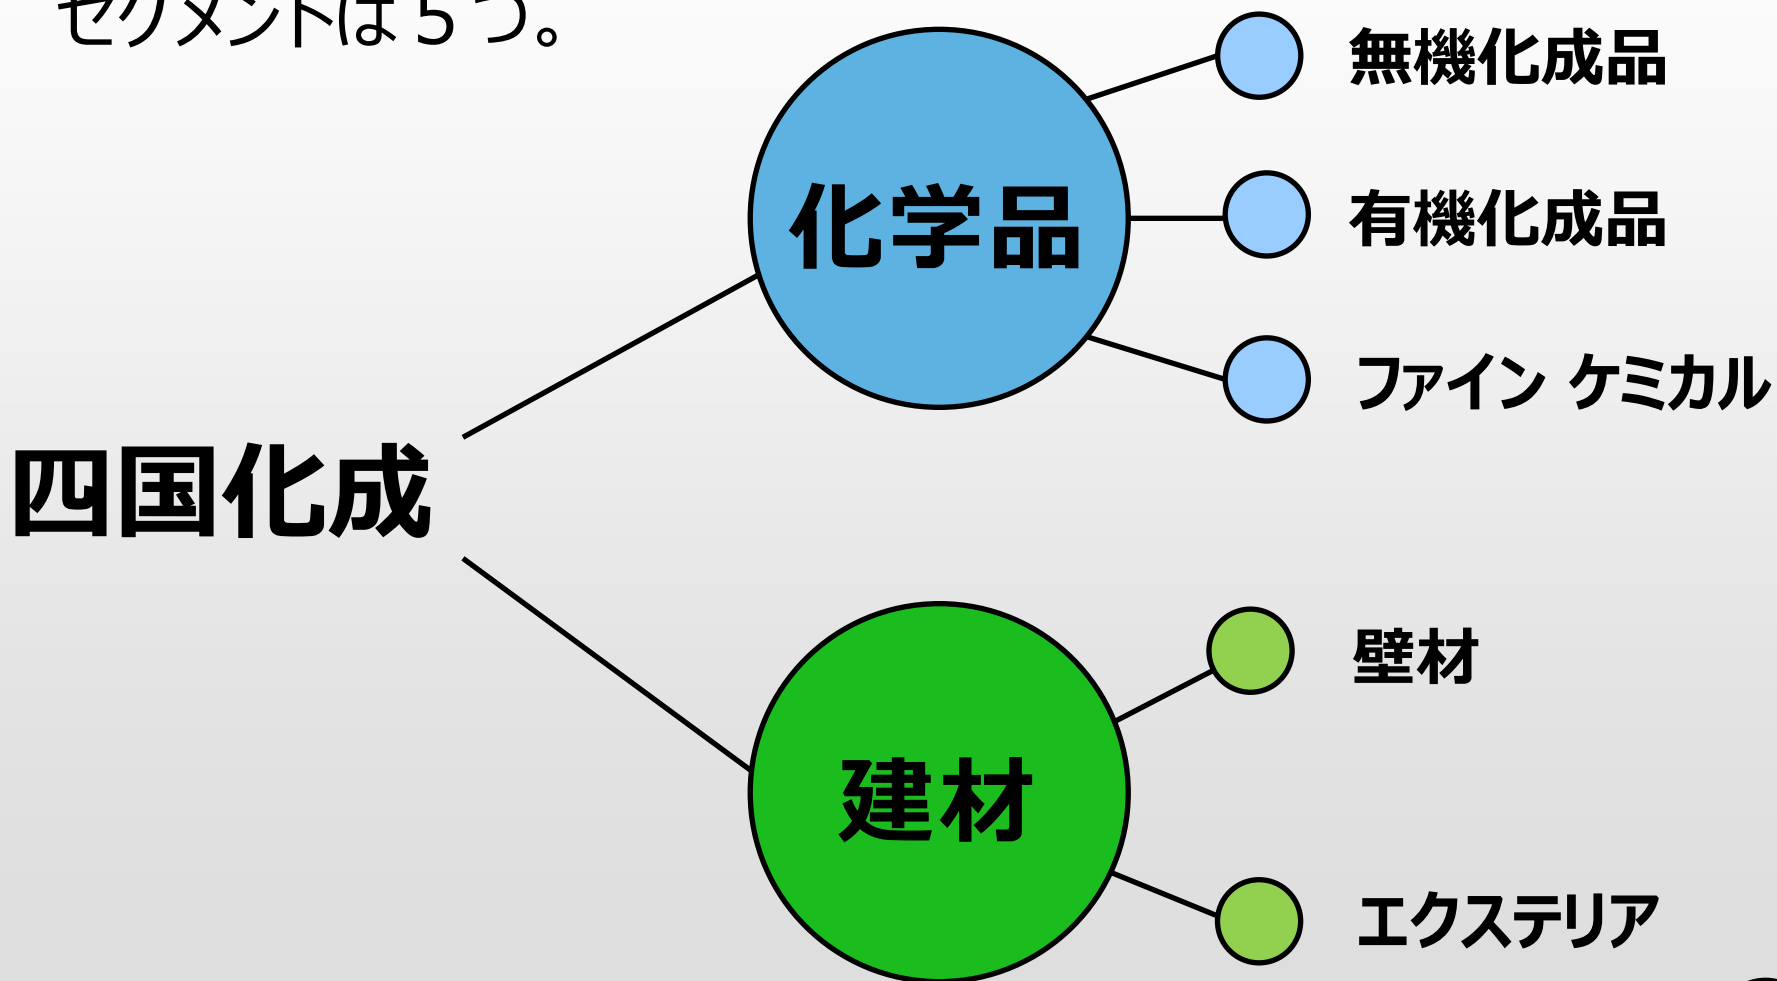 セグメントは５つ。
無機化成品
化学品
有機化成品
ファイン ケミカル
四国化成
壁材
建材
エクステリア